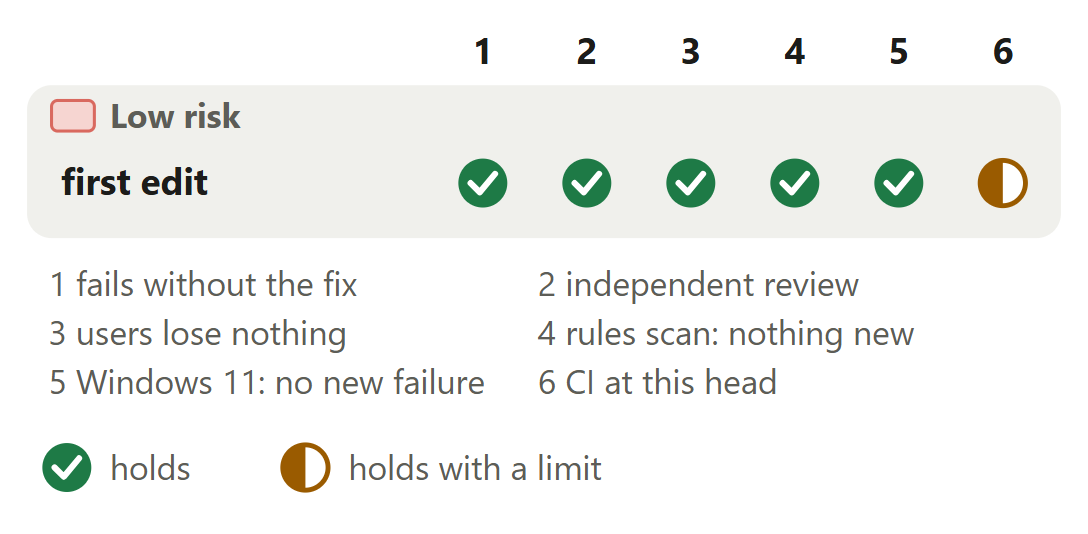 1 2 3 4 5 6
Low risk
first edit
1 fails without the fix 2 independent review
3 users lose nothing 4 rules scan: nothing new
5 Windows 11: no new failure 6 CI at this head
holds holds with a limit